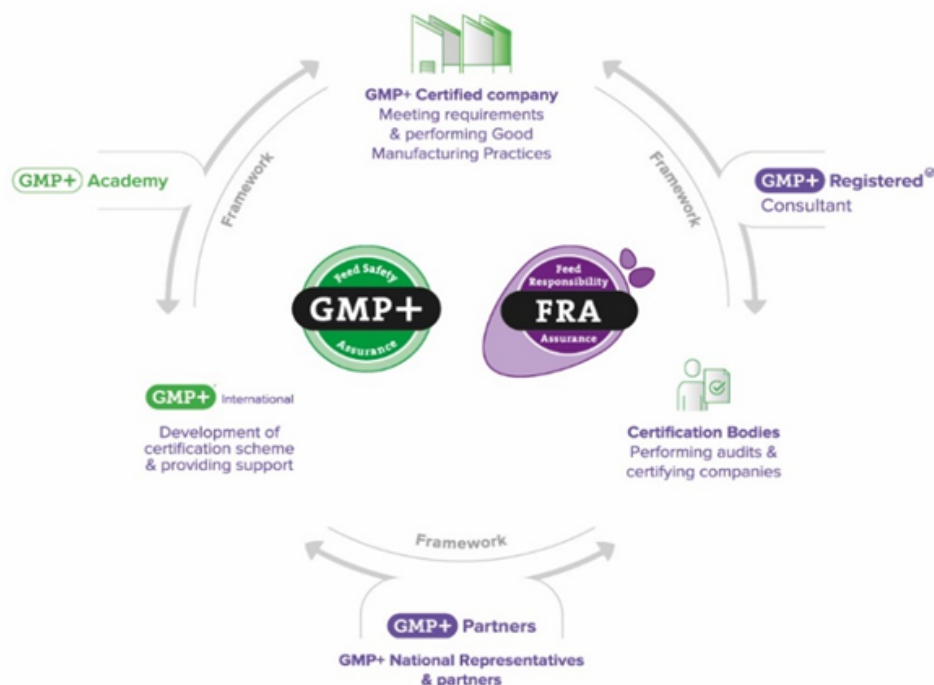 GMP+ Certified company
Meeting requirements
& performing Good
Manufacturing Practices
GMP+ Academy
Framework
Framework
GMP+ Registered®
Consultant
Feed Safety
GMP+
Assurance
Feed
Responsibility
FRA
Assurance
GMP+ International
Development of
certification scheme
& providing support
Certification Bodies
Performing audits &
certifying companies
Framework
GMP+ Partners
GMP+ National Representatives
& partners